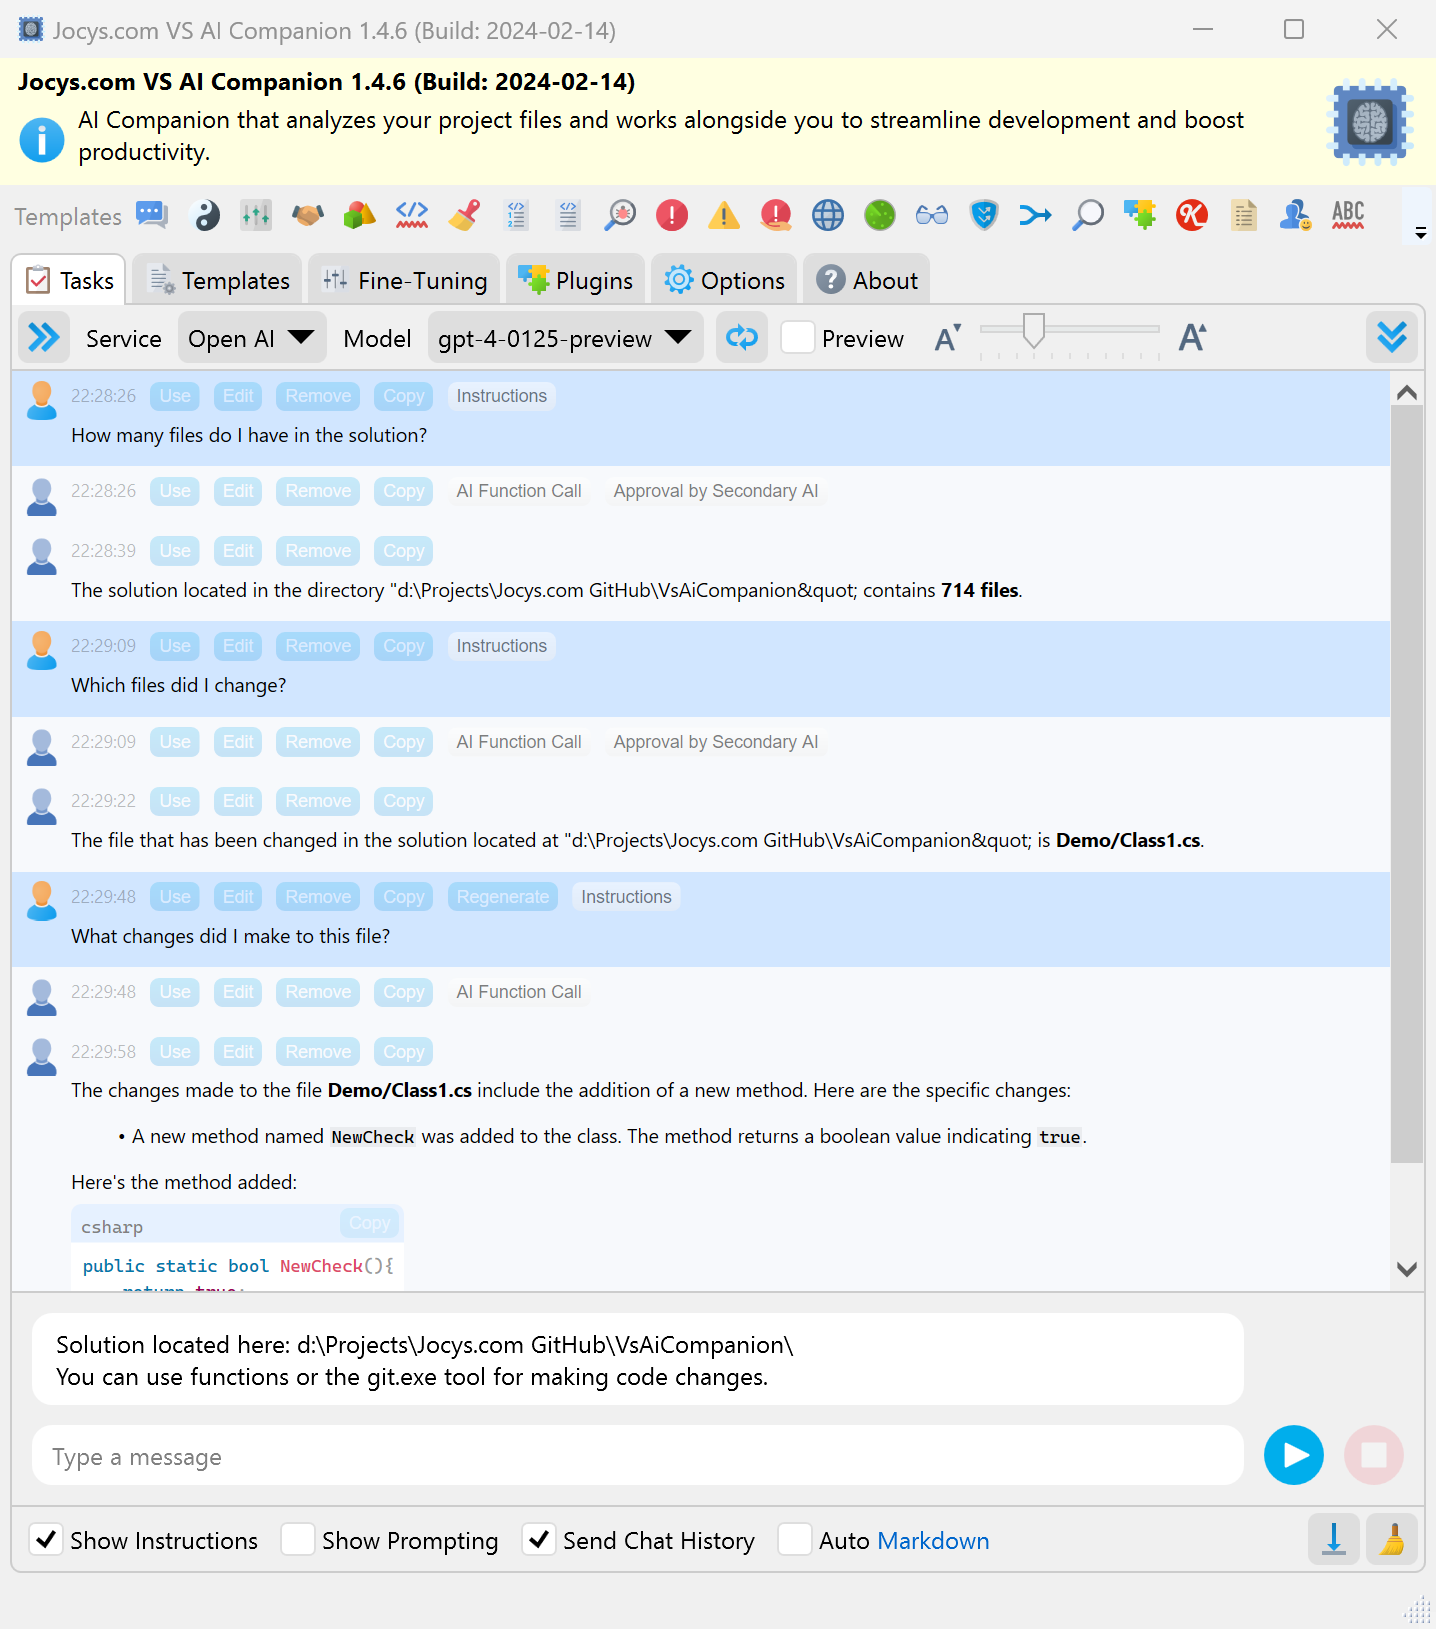 Jocys.com VS AI Companion 1.4.6 (Build: 2024-02-14)
Jocys.com VS AI Companion 1.4.6 (Build: 2024-02-14)
AI Companion that analyzes your project files and works alongside you to streamline development and boost
productivity.
Templates ABC
Tasks Templates Fine-Tuning Plugins Options About
Service Open AI Model gpt-4-0125-preview Preview A A
22:28:26 Use Edit Remove Copy Instructions
How many files do I have in the solution?
22:28:26 Use Edit Remove Copy AI Function Call Approval by Secondary AI
22:28:39 Use Edit Remove Copy
The solution located in the directory "d:\Projects\Jocys.com GitHub\VsAiCompanion&quot; contains 714 files.
22:29:09 Use Edit Remove Copy Instructions
Which files did I change?
22:29:09 Use Edit Remove Copy AI Function Call Approval by Secondary AI
22:29:22 Use Edit Remove Copy
The file that has been changed in the solution located at "d:\Projects\Jocys.com GitHub\VsAiCompanion&quot; is Demo/Class1.cs.
22:29:48 Use Edit Remove Copy Regenerate Instructions
What changes did I make to this file?
22:29:48 Use Edit Remove Copy AI Function Call
22:29:58 Use Edit Remove Copy
The changes made to the file Demo/Class1.cs include the addition of a new method. Here are the specific changes:
• A new method named NewCheck was added to the class. The method returns a boolean value indicating true.
Here's the method added:
csharp Copy
public static bool NewCheck(){
return true;
Solution located here: d:\Projects\Jocys.com GitHub\VsAiCompanion\
You can use functions or the git.exe tool for making code changes.
Type a message
Show Instructions Show Prompting Send Chat History Auto Markdown